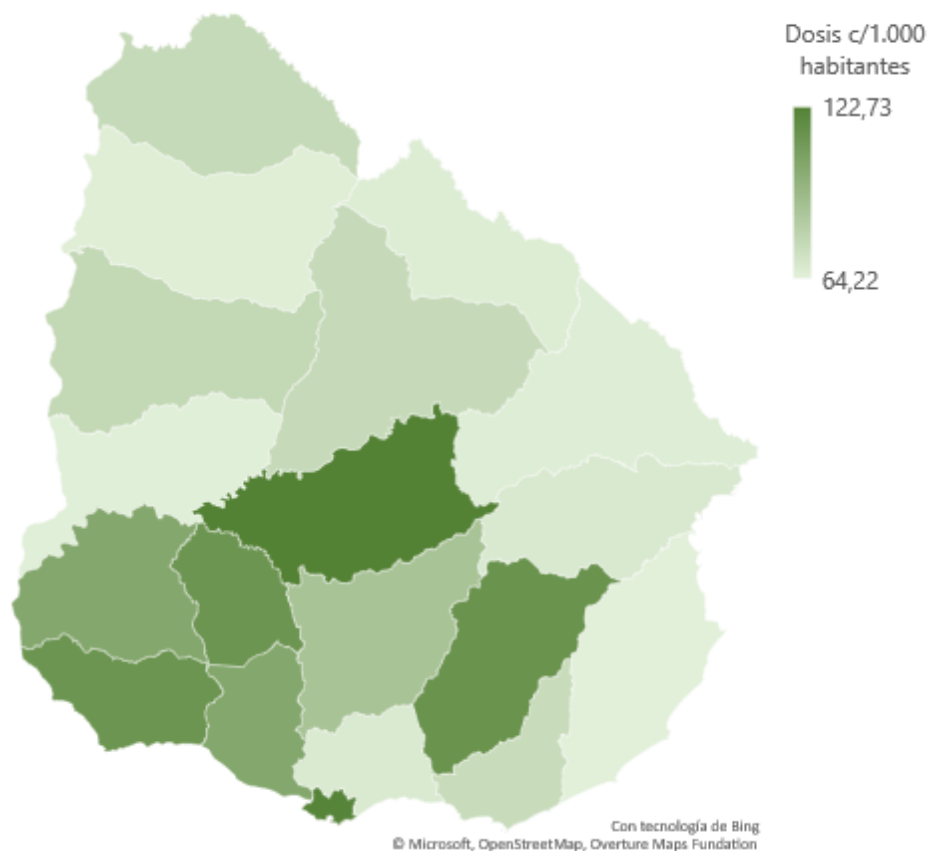 Dosis c/1.000
habitantes
122,73
64,22
Con tecnología de Bing
© Microsoft, OpenStreetMap, Overture Maps Fundation